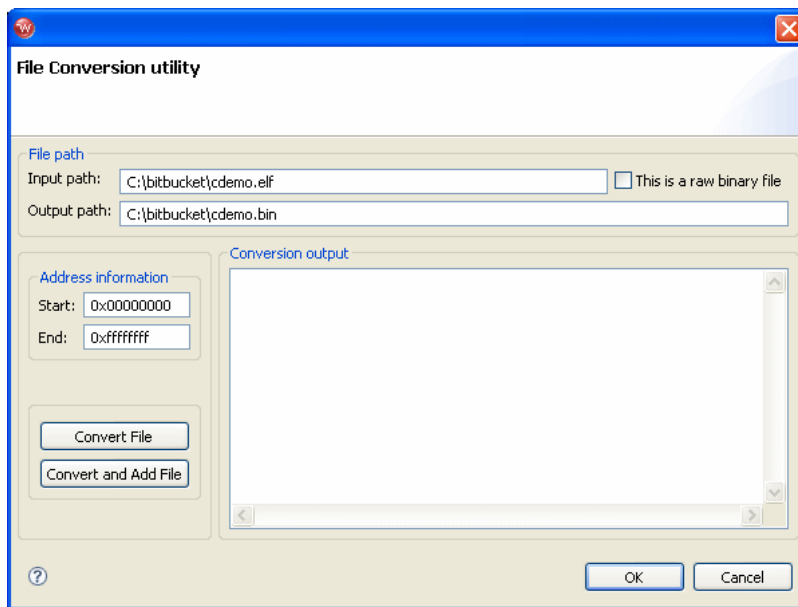 File Conversion utility
File path
Input path: C:\bitbucket\cdemo.elf This is a raw binary file
Output path: C:\bitbucket\cdemo.bin
Address information
Start: 0x00000000
End: 0xffffffff
Convert File
Convert and Add File
Conversion output
OK Cancel